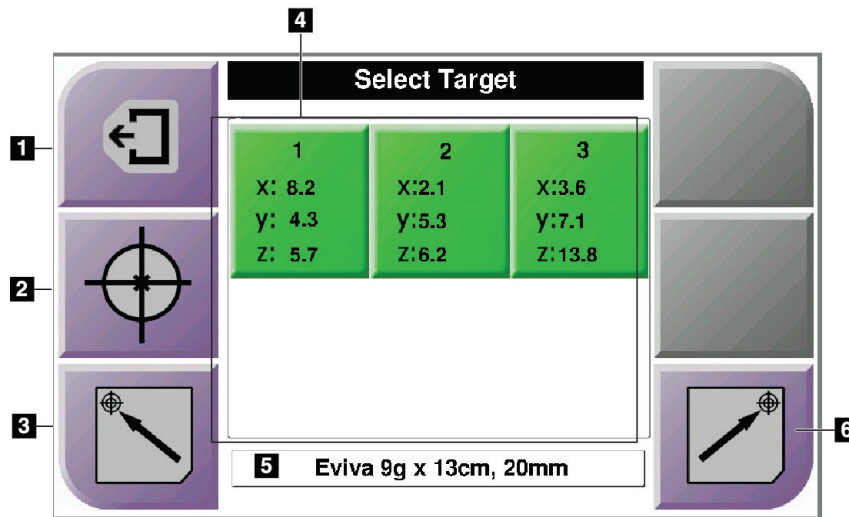 4
Select Target
1
1 2 3
x: 8.2 x:2.1 x:3.6
y: 4.3 y:5.3 y:7.1
z: 5.7 z:6.2 z:13.8
2
3
6
5 Eviva 9g x 13cm, 20mm